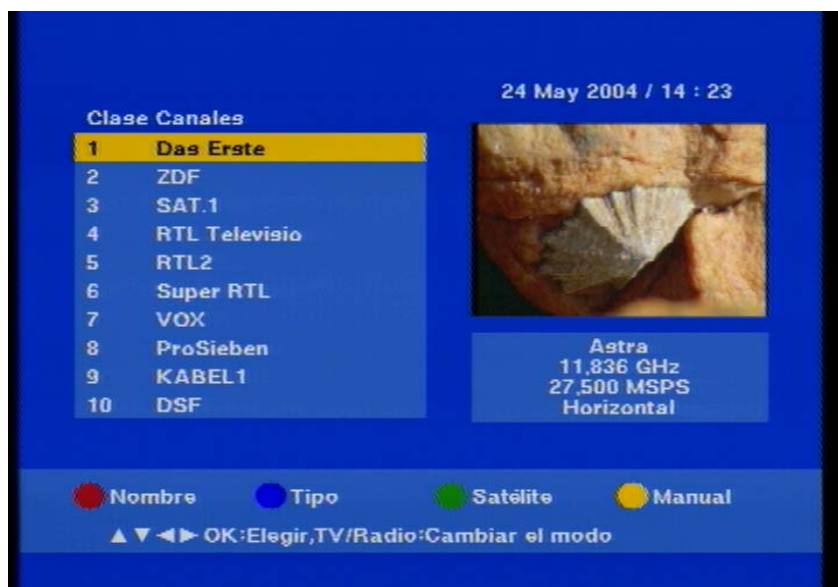 24 May 2004 / 14 : 23
Clase Canales
1 Das Erste
2 ZDF
3 SAT.1
4 RTL Televisio
5 RTL2
6 Super RTL
7 VOX
8 ProSieben
9 KABEL1
10 DSF
Astra
11,836 GHz
27,500 MSPS
Horizontal
Nombre Tipo Satélite Manual
▲▼◄► OK:Elegir,TV/Radio:Cambiar el modo